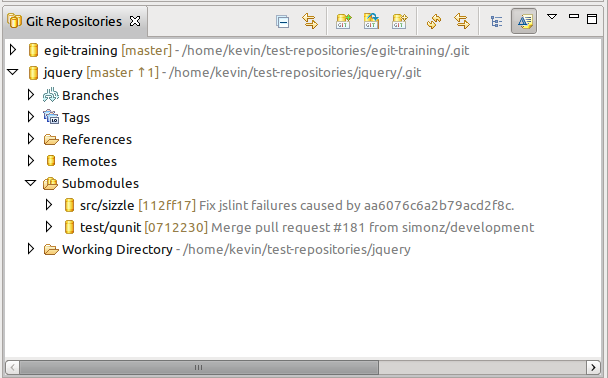 Git Repositories
egit-training [master] - /home/kevin/test-repositories/egit-training/.git
jquery [master ↑1] - /home/kevin/test-repositories/jquery/.git
Branches
Tags
References
Remotes
Submodules
src/sizzle [112ff17] Fix jslint failures caused by aa6076c6a2b79acd2f8c.
test/qunit [0712230] Merge pull request #181 from simonz/development
Working Directory - /home/kevin/test-repositories/jquery